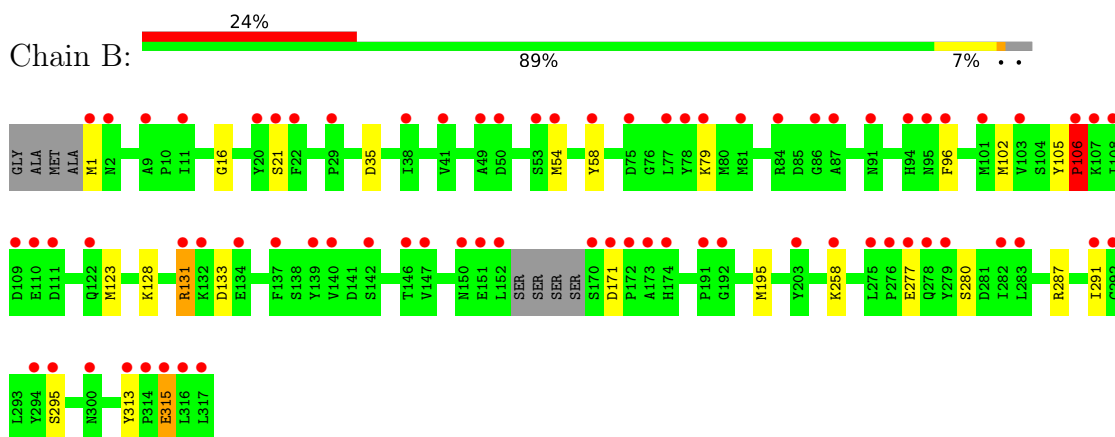 24%
Chain B:
89% 7% • •
GLY ALA MET ALA M1 N2 A9 P10 I11 G16 Y20 S21 F22 P29 D35 I38 V41 A49 D50 S53 M54 Y58 D75 G76 L77 Y78 K79 M80 M81 R84 D85 G86 A87 N91 H94 N95 F96 M101 M102 V103 S104 Y105 P106 K107 I108
D109 E110 D111 Q122 M123 K128 R131 K132 D133 E134 F137 S138 Y139 V140 D141 S142 T146 V147 N150 E151 L152 SER SER SER SER S170 D171 P172 A173 H174 P191 G192 M195 Y203 K258 L275 P276 E277 Q278 Y279 S280 D281 I282 L283 R287 I291 G292
L293 Y294 S295 N300 Y313 P314 E315 L316 L317